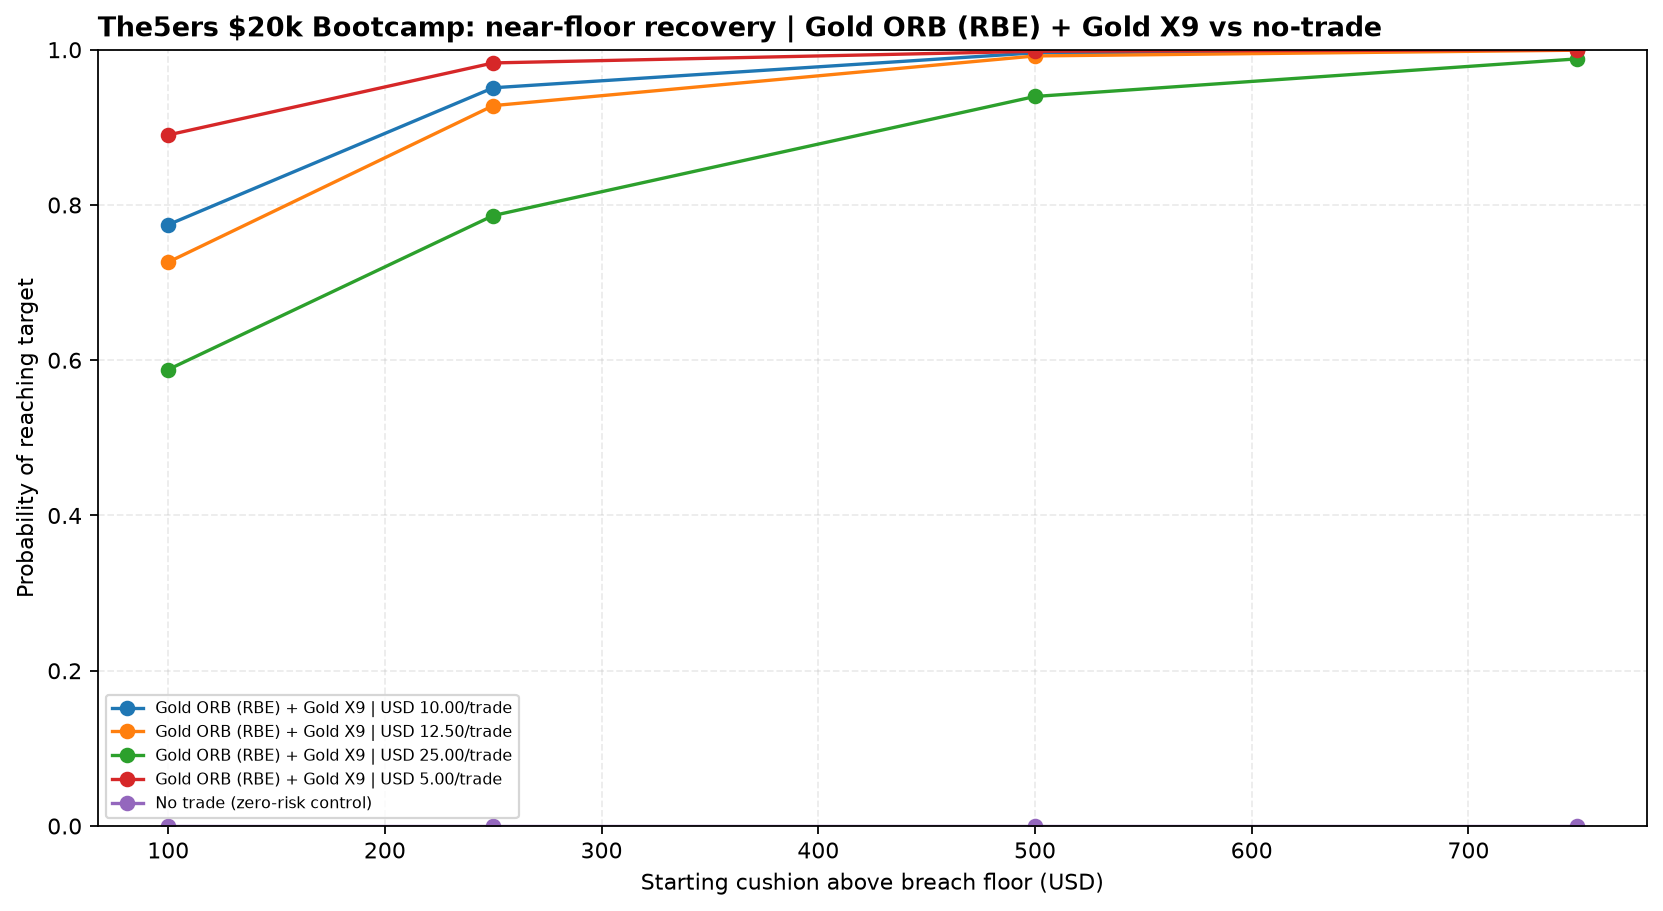 The5ers $20k Bootcamp: near-floor recovery | Gold ORB (RBE) + Gold X9 vs no-trade
1.0
0.8
0.6
0.4
0.2
0.0
Probability of reaching target
Gold ORB (RBE) + Gold X9 | USD 10.00/trade
Gold ORB (RBE) + Gold X9 | USD 12.50/trade
Gold ORB (RBE) + Gold X9 | USD 25.00/trade
Gold ORB (RBE) + Gold X9 | USD 5.00/trade
No trade (zero-risk control)
100 200 300 400 500 600 700
Starting cushion above breach floor (USD)